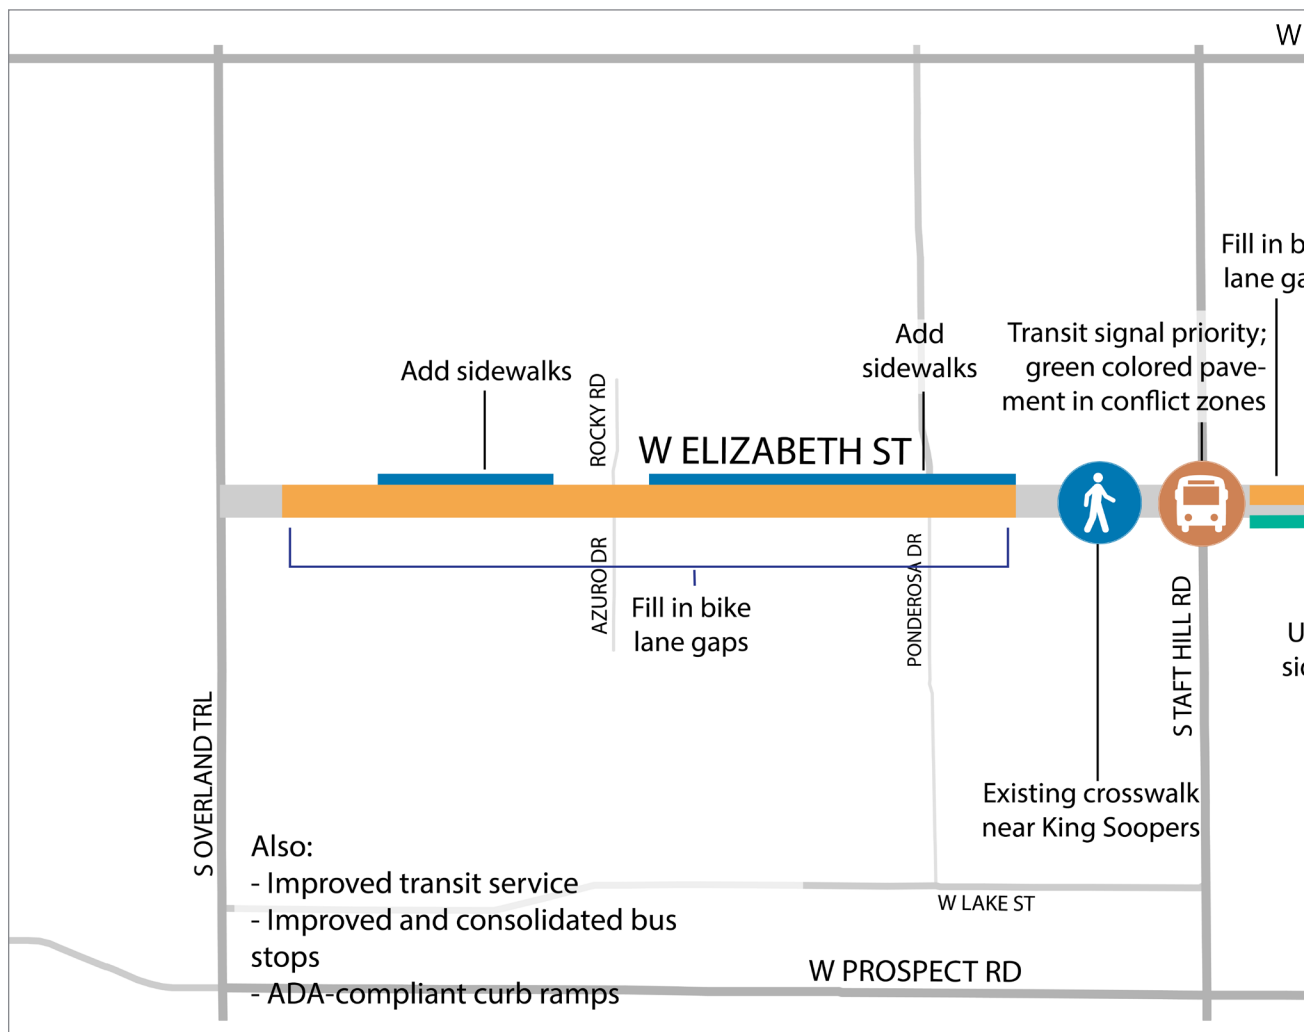 W
Fill in b
lane ga
Add
sidewalks
Transit signal priority;
green colored pave-
ment in conflict zones
Add sidewalks
ROCKY RD
W ELIZABETH ST
AZURO DR
PONDEROSA DR
Fill in bike
lane gaps
S TAFT HILL RD
U
sid
S OVERLAND TRL
Existing crosswalk
near King Soopers
Also:
- Improved transit service
- Improved and consolidated bus
stops
- ADA-compliant curb ramps
W LAKE ST
W PROSPECT RD